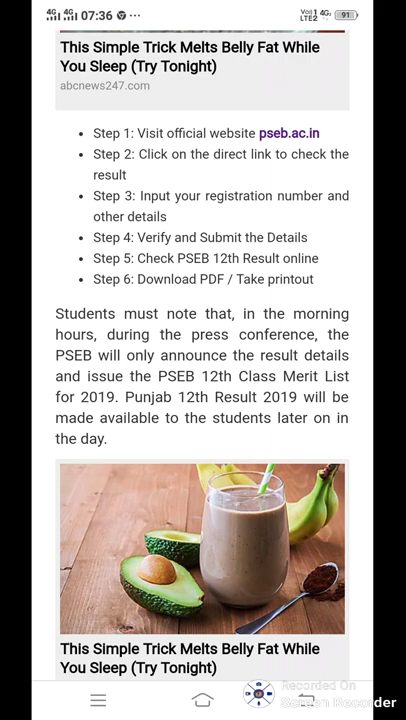 4G 4G 07:36
Voı) 1 4G
LTE2
91
This Simple Trick Melts Belly Fat While
You Sleep (Try Tonight)
abcnews247.com
• Step 1: Visit official website pseb.ac.in
• Step 2: Click on the direct link to check the
result
• Step 3: Input your registration number and
other details
• Step 4: Verify and Submit the Details
• Step 5: Check PSEB 12th Result online
• Step 6: Download PDF / Take printout
Students must note that, in the morning
hours, during the press conference, the
PSEB will only announce the result details
and issue the PSEB 12th Class Merit List
for 2019. Punjab 12th Result 2019 will be
made available to the students later on in
the day.
This Simple Trick Melts Belly Fat While
You Sleep (Try Tonight)
Recorded On
Screen Recorder